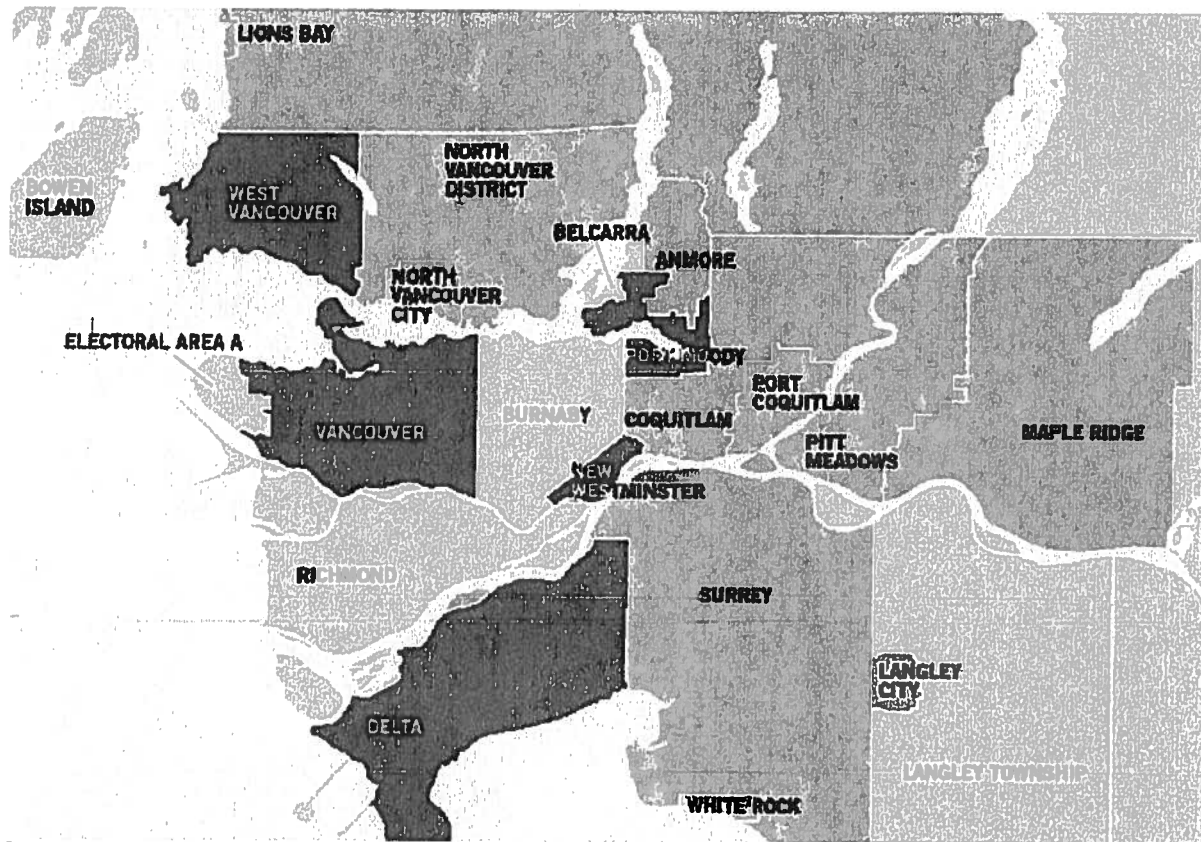 LIONS BAY
NORTH
VANCOUVER
DISTRICT
BOWEN
ISLAND
WEST
VANCOUVER
BELCARRA
ANMORE
NORTH
VANCOUVER
CITY
ELECTORAL AREA A
PORT MOODY
PORT
COQUITLAM
BURNABY
COQUITLAM
VANCOUVER
MAPLE RIDGE
PITT
MEADOWS
NEW
WESTMINSTER
RICHMOND
SURREY
LANGLEY
CITY
DELTA
LANGLEY TOWNSHIP
WHITE ROCK